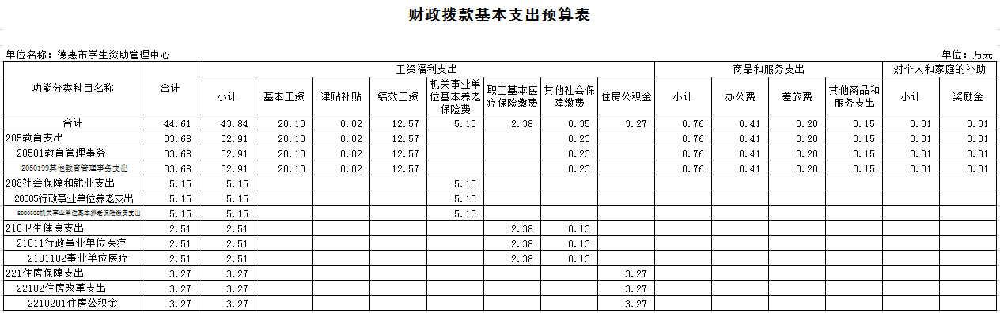 财政拨款基本支出预算表
单位名称：德惠市学生资助管理中心 单位：万元
功能分类科目名称 合计 工资福利支出 商品和服务支出 对个人和家庭的补助
小计 基本工资 津贴补贴 绩效工资 机关事业单位基本养老保险费 职工基本医疗保险缴费 其他社会保障缴费 住房公积金 小计 办公费 差旅费 其他商品和服务支出 小计 奖励金
合计 44.61 43.84 20.10 0.02 12.57 5.15 2.38 0.35 3.27 0.76 0.41 0.20 0.15 0.01 0.01
205教育支出 33.68 32.91 20.10 0.02 12.57 0.23 0.76 0.41 0.20 0.15 0.01 0.01
20501教育管理事务 33.68 32.91 20.10 0.02 12.57 0.23 0.76 0.41 0.20 0.15 0.01 0.01
2050199其他教育管理事务支出 33.68 32.91 20.10 0.02 12.57 0.23 0.76 0.41 0.20 0.15 0.01 0.01
208社会保障和就业支出 5.15 5.15 5.15
20805行政事业单位养老支出 5.15 5.15 5.15
2080505机关事业单位基本养老保险缴费支出 5.15 5.15 5.15
210卫生健康支出 2.51 2.51 2.38 0.13
21011行政事业单位医疗 2.51 2.51 2.38 0.13
2101102事业单位医疗 2.51 2.51 2.38 0.13
221住房保障支出 3.27 3.27 3.27
22102住房改革支出 3.27 3.27 3.27
2210201住房公积金 3.27 3.27 3.27